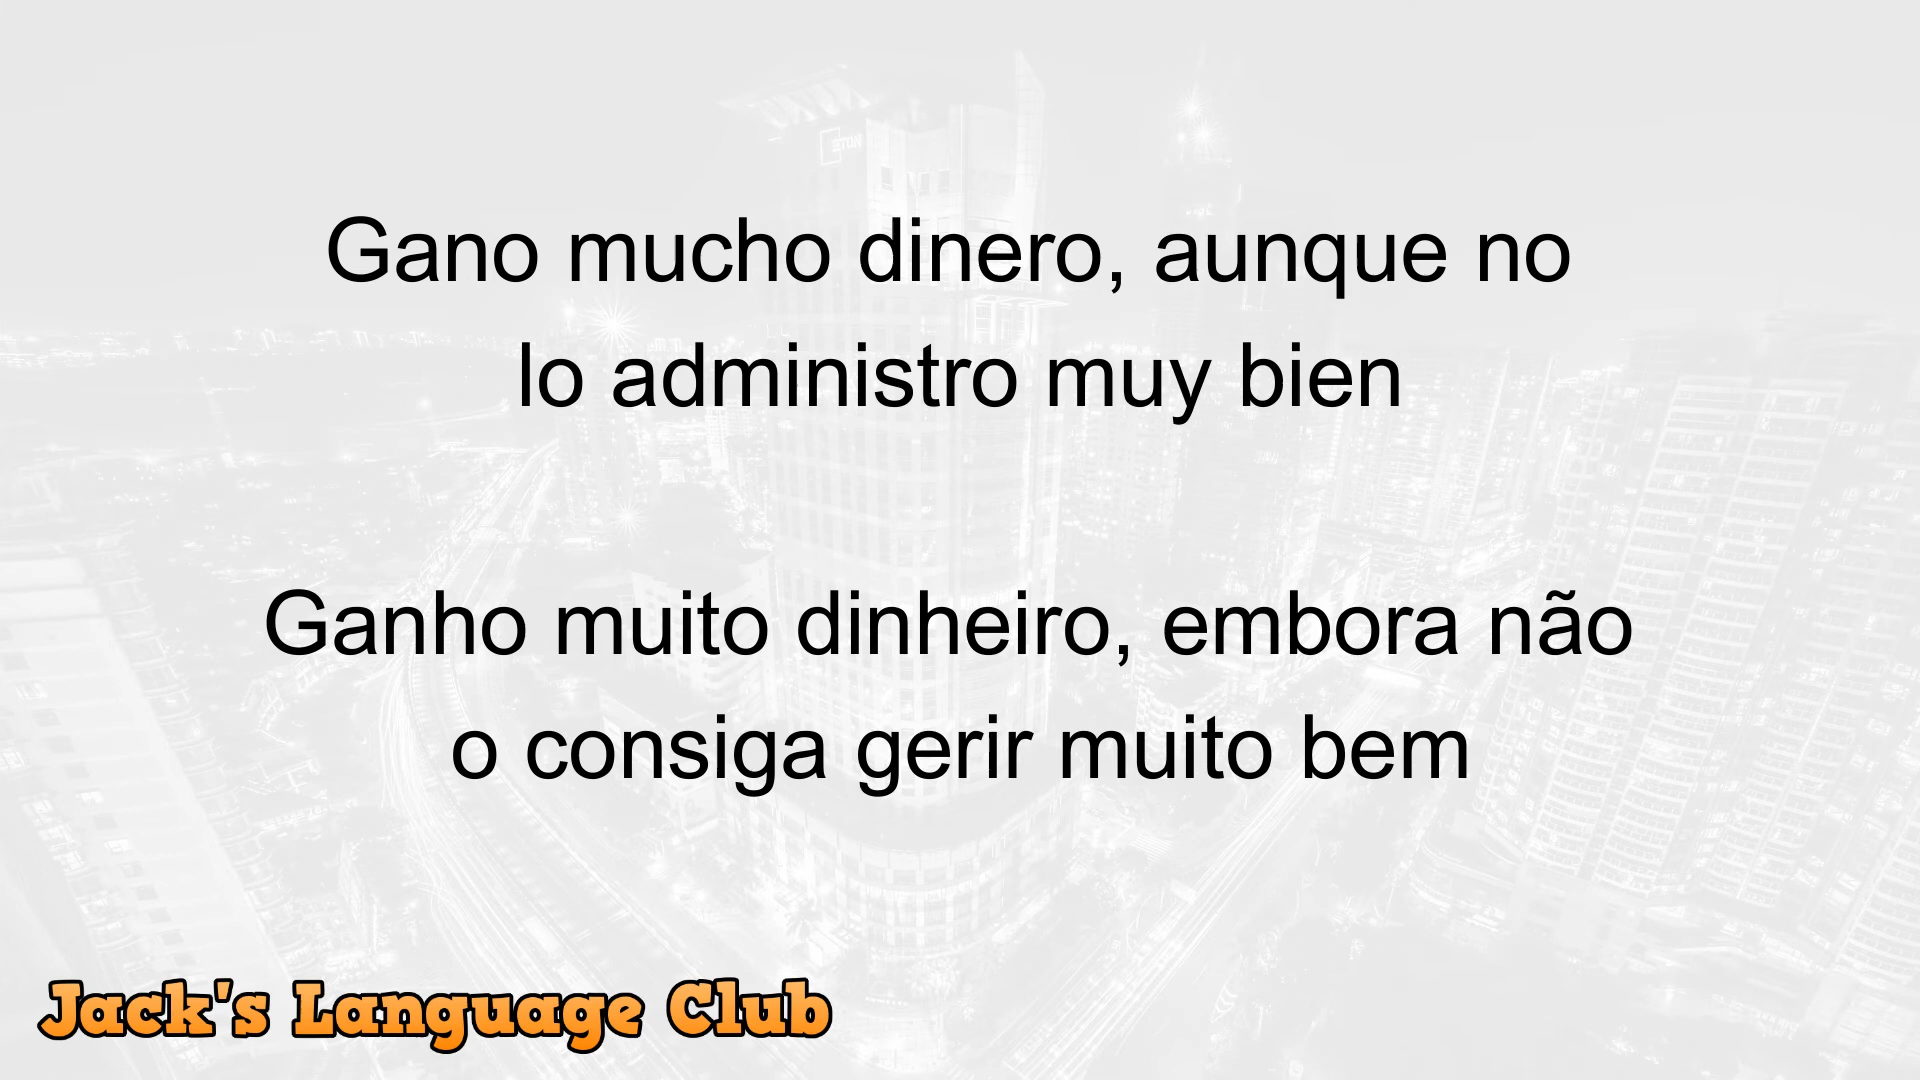 Gano mucho dinero, aunque no
lo administro muy bien
Ganho muito dinheiro, embora não
o consiga gerir muito bem
Jack's Language Club